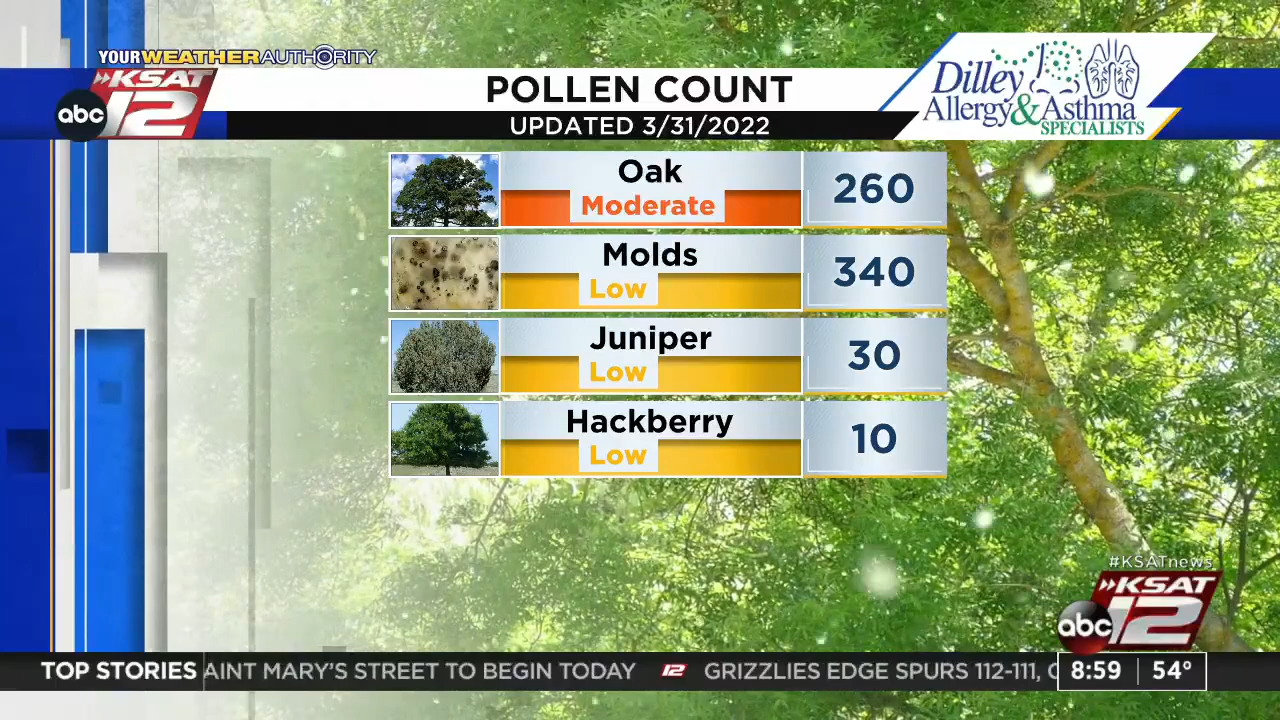 YOURWEATHERAUTHORITY
KSAT
abc 12
POLLEN COUNT
UPDATED 3/31/2022
Dilley
Allergy&Asthma
SPECIALISTS
Oak
Moderate
260
Molds
Low
340
Juniper
Low
30
Hackberry
Low
10
#KSATnews
KSAT
abc 12
TOP STORIES AINT MARY'S STREET TO BEGIN TODAY 12 GRIZZLIES EDGE SPURS 112-111, 8:59 54°